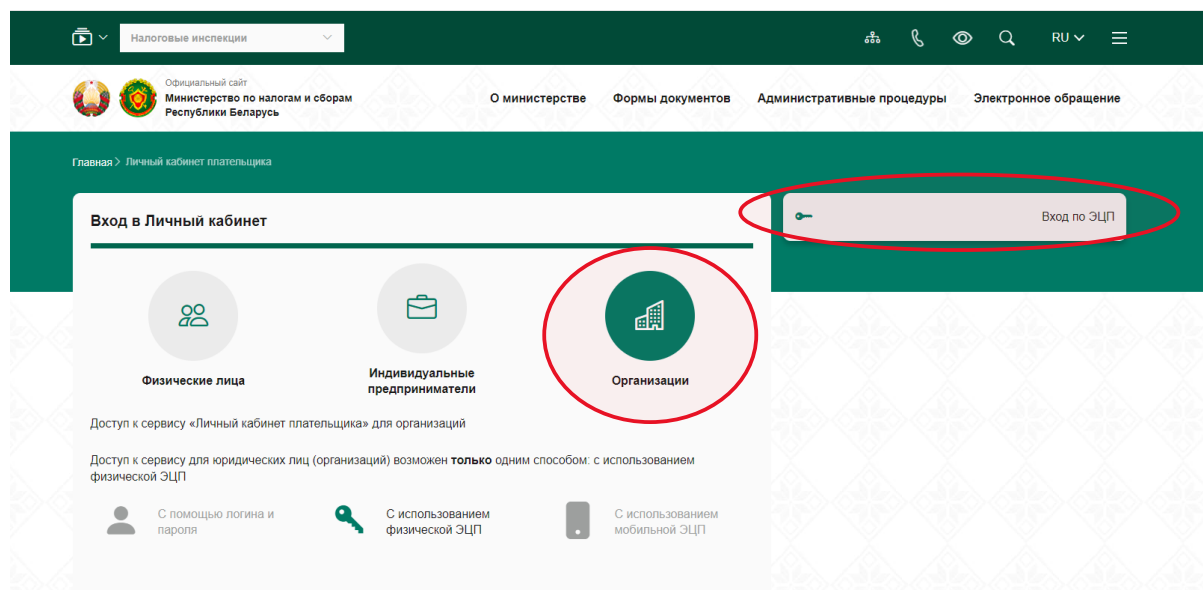 Налоговые инспекции
RU
Официальный сайт
Министерство по налогам и сборам
Республики Беларусь
О министерстве
Формы документов
Административные процедуры
Электронное обращение
Главная > Личный кабинет плательщика
Вход в Личный кабинет
Вход по ЭЦП
Физические лица
Индивидуальные
предприниматели
Организации
Доступ к сервису «Личный кабинет плательщика» для организаций
Доступ к сервису для юридических лиц (организаций) возможен только одним способом: с использованием
физической ЭЦП
С помощью логина и
пароля
С использованием
физической ЭЦП
С использованием
мобильной ЭЦП